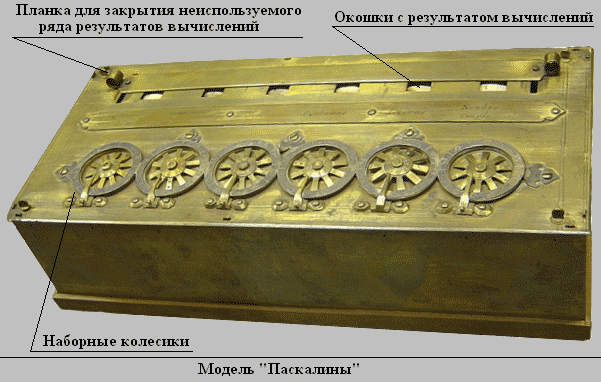 Планка для закрытия неиспользуемого
ряда результатов вычислений
Окошки с результатом вычислений
Наборные колесики
Модель "Паскалины"